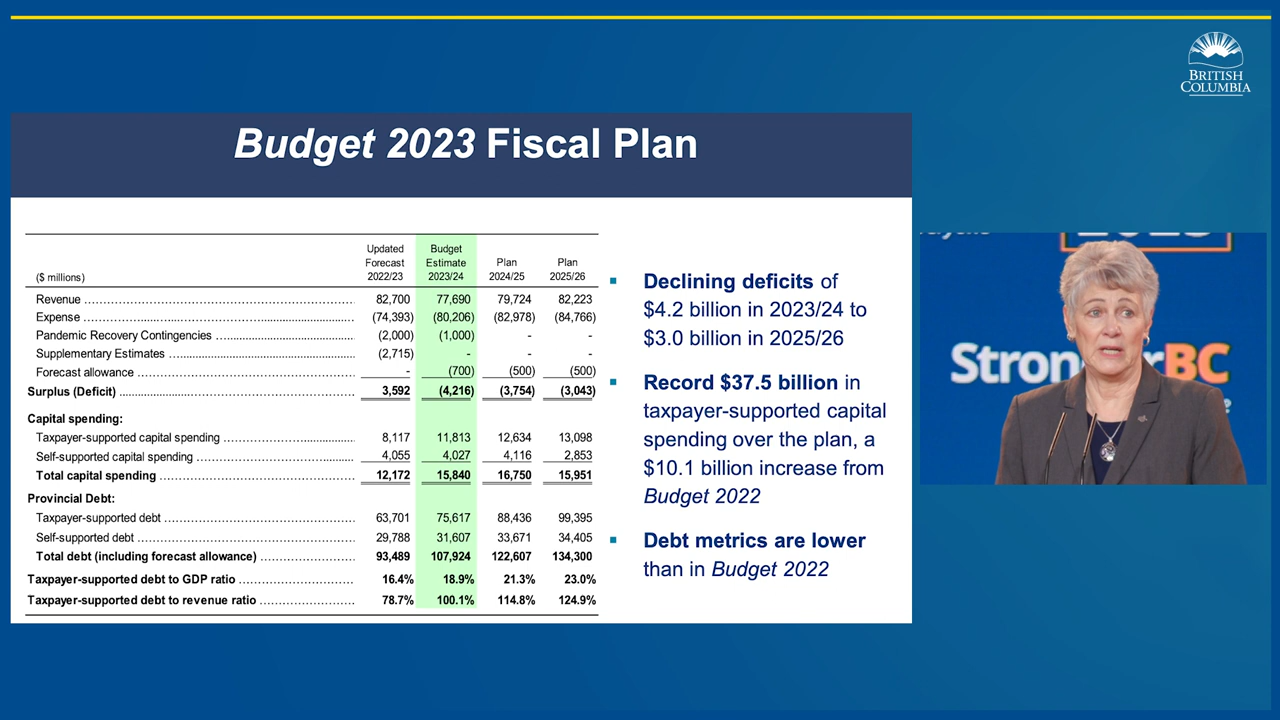 BRITISH
COLUMBIA
Budget 2023 Fiscal Plan
Updated Budget
Forecast Estimate Plan Plan
($ millions) 2022/23 2023/24 2024/25 2025/26
Revenue 82,700 77,690 79,724 82,223
Expense (74,393) (80,206) (82,978) (84,766)
Pandemic Recovery Contingencies (2,000) (1,000) - -
Supplementary Estimates (2,715) - - -
Forecast allowance - (700) (500) (500)
Surplus (Deficit) 3,592 (4,216) (3,754) (3,043)
Capital spending:
Taxpayer-supported capital spending 8,117 11,813 12,634 13,098
Self-supported capital spending 4,055 4,027 4,116 2,853
Total capital spending 12,172 15,840 16,750 15,951
Provincial Debt:
Taxpayer-supported debt 63,701 75,617 88,436 99,395
Self-supported debt 29,788 31,607 33,671 34,405
Total debt (including forecast allowance) 93,489 107,924 122,607 134,300
Taxpayer-supported debt to GDP ratio 16.4% 18.9% 21.3% 23.0%
Taxpayer-supported debt to revenue ratio 78.7% 100.1% 114.8% 124.9%
▪ Declining deficits of
$4.2 billion in 2023/24 to
$3.0 billion in 2025/26
▪ Record $37.5 billion in
taxpayer-supported capital
spending over the plan, a
$10.1 billion increase from
Budget 2022
▪ Debt metrics are lower
than in Budget 2022
2023
StrongerBC